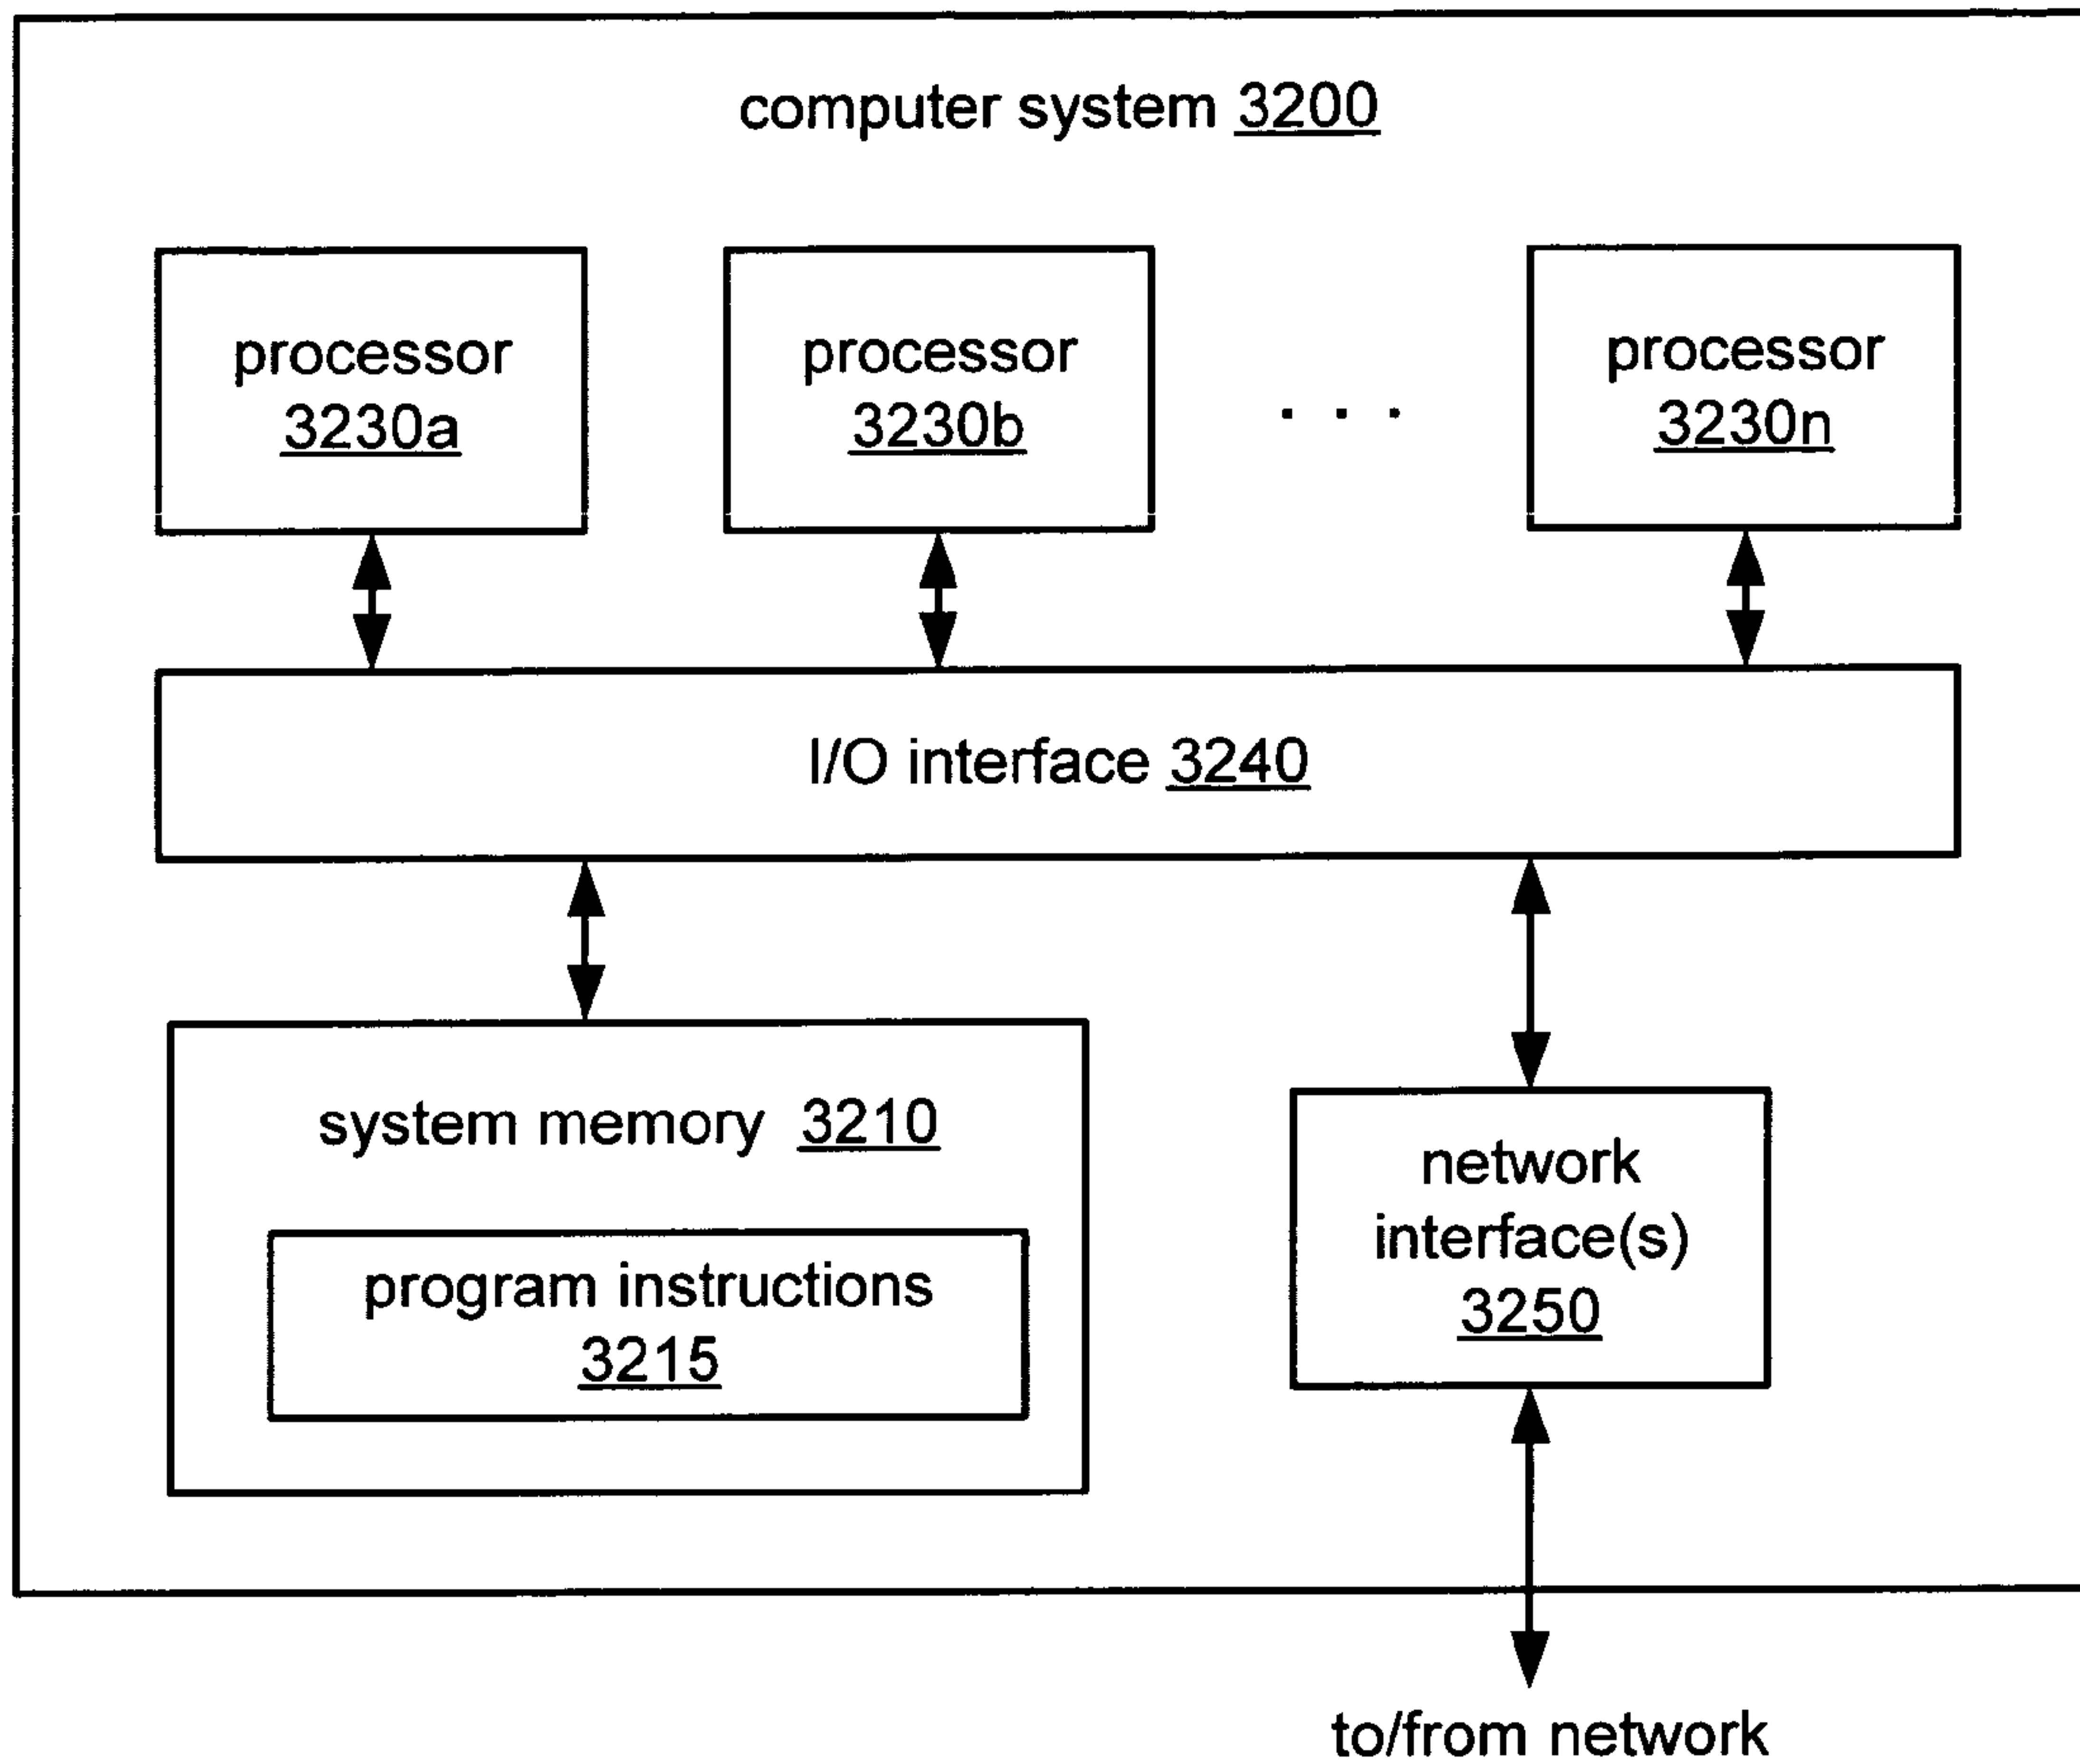 computer system 3200
processor
3230a
processor
3230b
. . .
processor
3230n
I/O interface 3240
system memory 3210
program instructions
3215
network
interface(s)
3250
to/from network